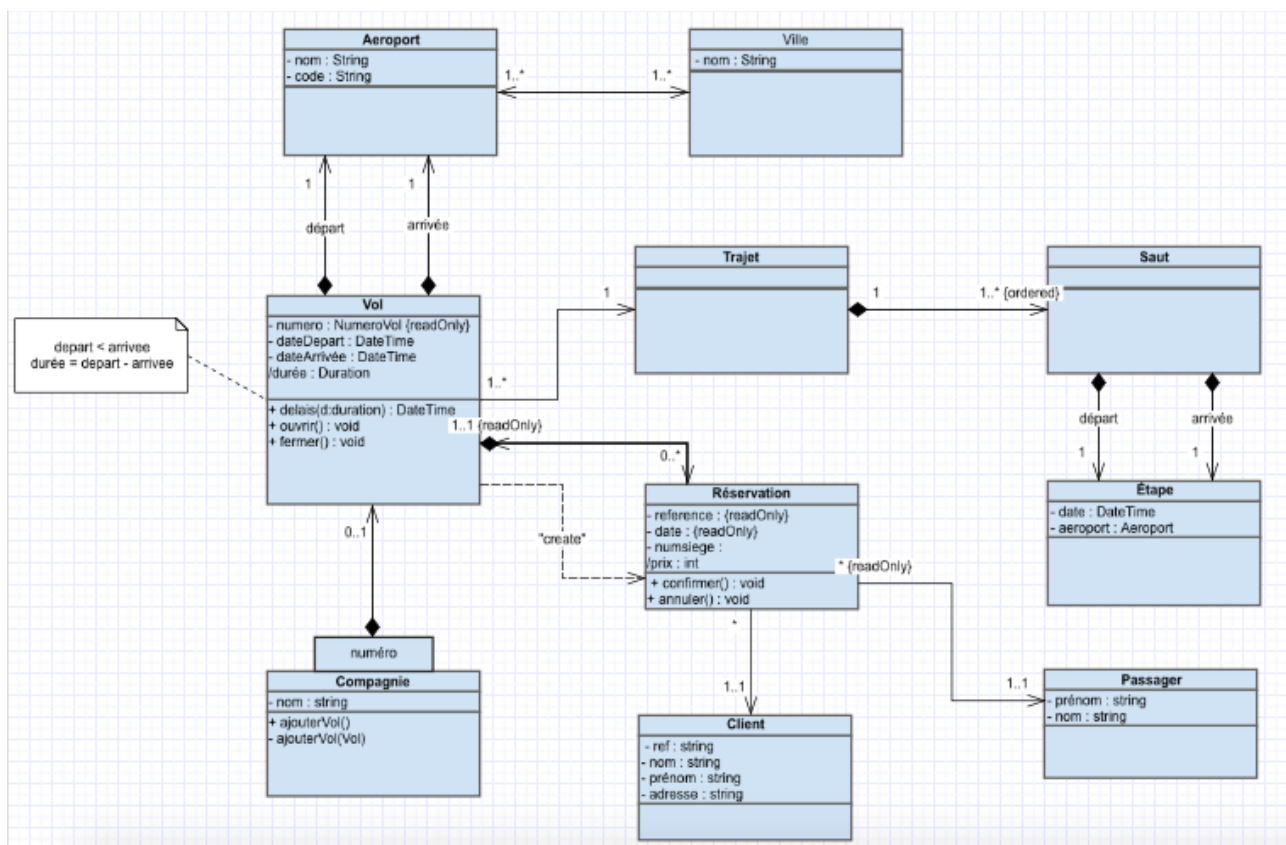 Aeroport
- nom : String
- code : String
Ville
- nom : String
1..*
1..*
1
1
départ
arrivée
Trajet
Saut
1
1
1..* {ordered}
Vol
- numero : NumeroVol {readOnly}
- dateDepart : DateTime
- dateArrivée : DateTime
/durée : Duration
+ delais(d:duration) : DateTime
+ ouvrir() : void
+ fermer() : void
depart < arrivee
durée = depart - arrivee
1..*
1..1 {readOnly}
0..*
départ
arrivée
1
1
Étape
- date : DateTime
- aeroport : Aeroport
Réservation
- reference : {readOnly}
- date : {readOnly}
- numsiege :
/prix : int
+ confirmer() : void
+ annuler() : void
"create"
* {readOnly}
0..1
numéro
Compagnie
- nom : string
+ ajouterVol()
- ajouterVol(Vol)
*
1..1
1..1
Client
- ref : string
- nom : string
- prénom : string
- adresse : string
Passager
- prénom : string
- nom : string